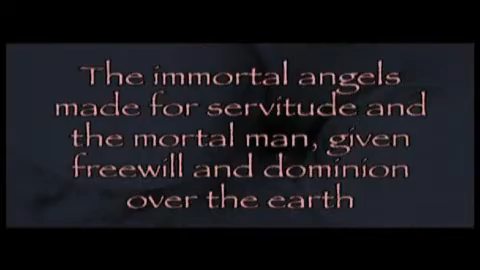 The immortal angels
made for servitude and
the mortal man, given
freewill and dominion
over the earth